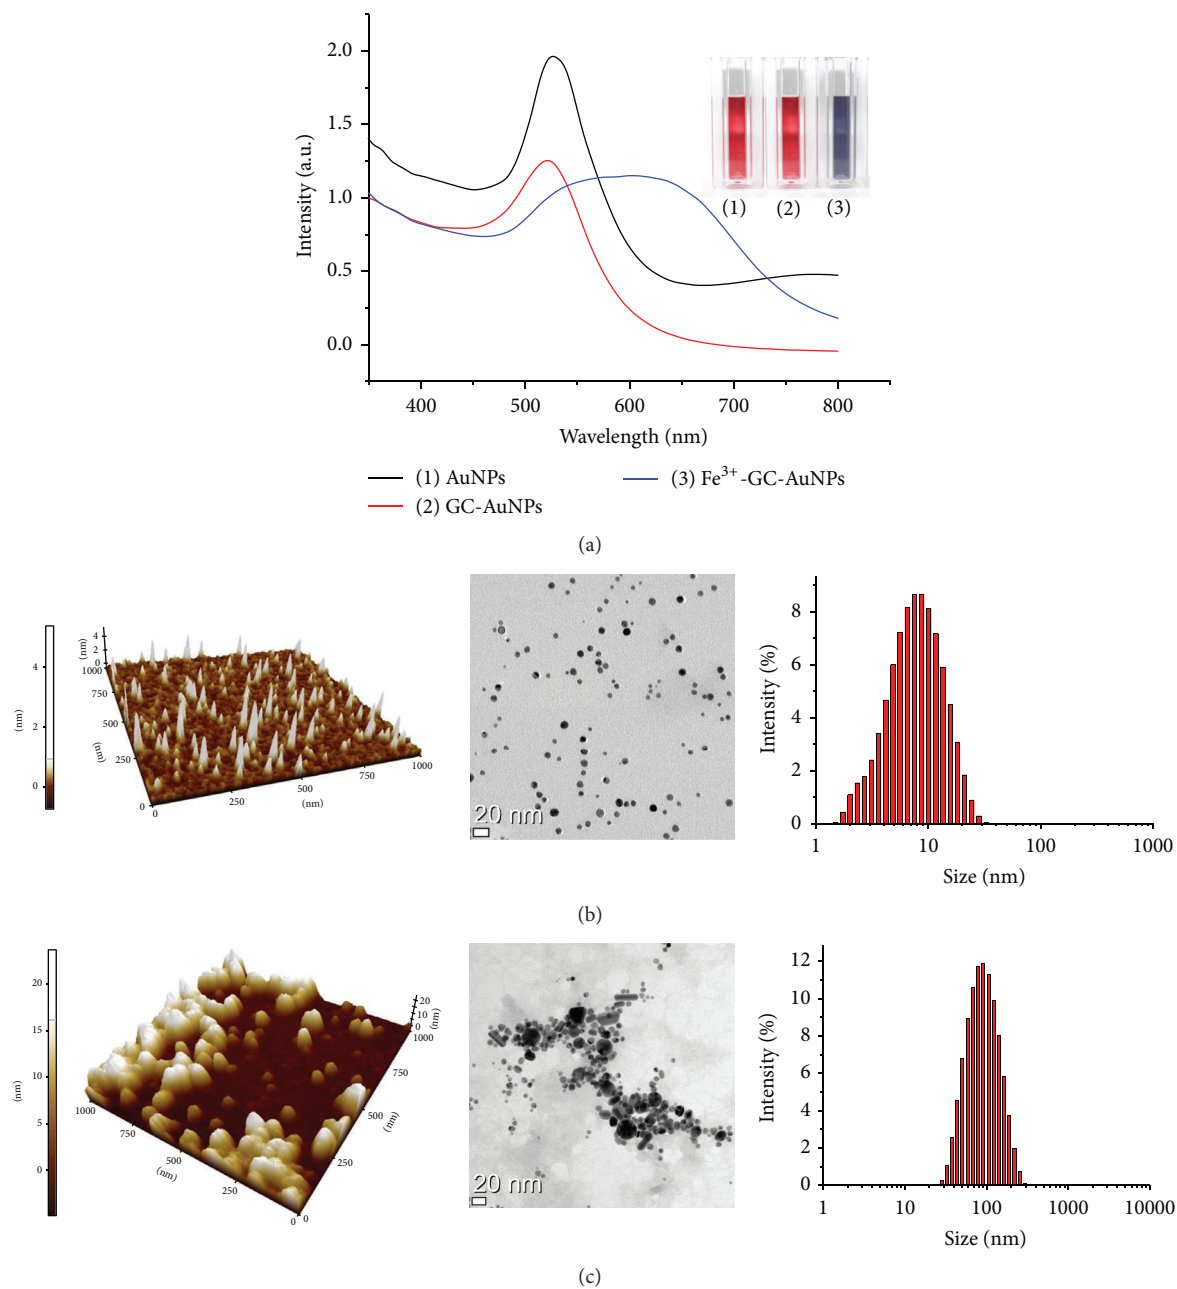 2.0
1.5
1.0
0.5
0.0
Intensity (a.u.)
(1) (2) (3)
400 500 600 700 800
Wavelength (nm)
(1) AuNPs (3) Fe³⁺-GC-AuNPs
(2) GC-AuNPs
(a)
4
2
0
(nm)
4
2
0
(nm)
1000
750
500
250
0
(nm)
0 250 500 750 1000
(nm)
20 nm
8
6
4
2
0
Intensity (%)
1 10 100 1000
Size (nm)
(b)
20
15
10
5
0
(nm)
20
10
0
(nm)
1000
750
500
250
0
(nm)
1000
750
500
250
0
(nm)
20 nm
12
10
8
6
4
2
0
Intensity (%)
1 10 100 1000 10000
Size (nm)
(c)